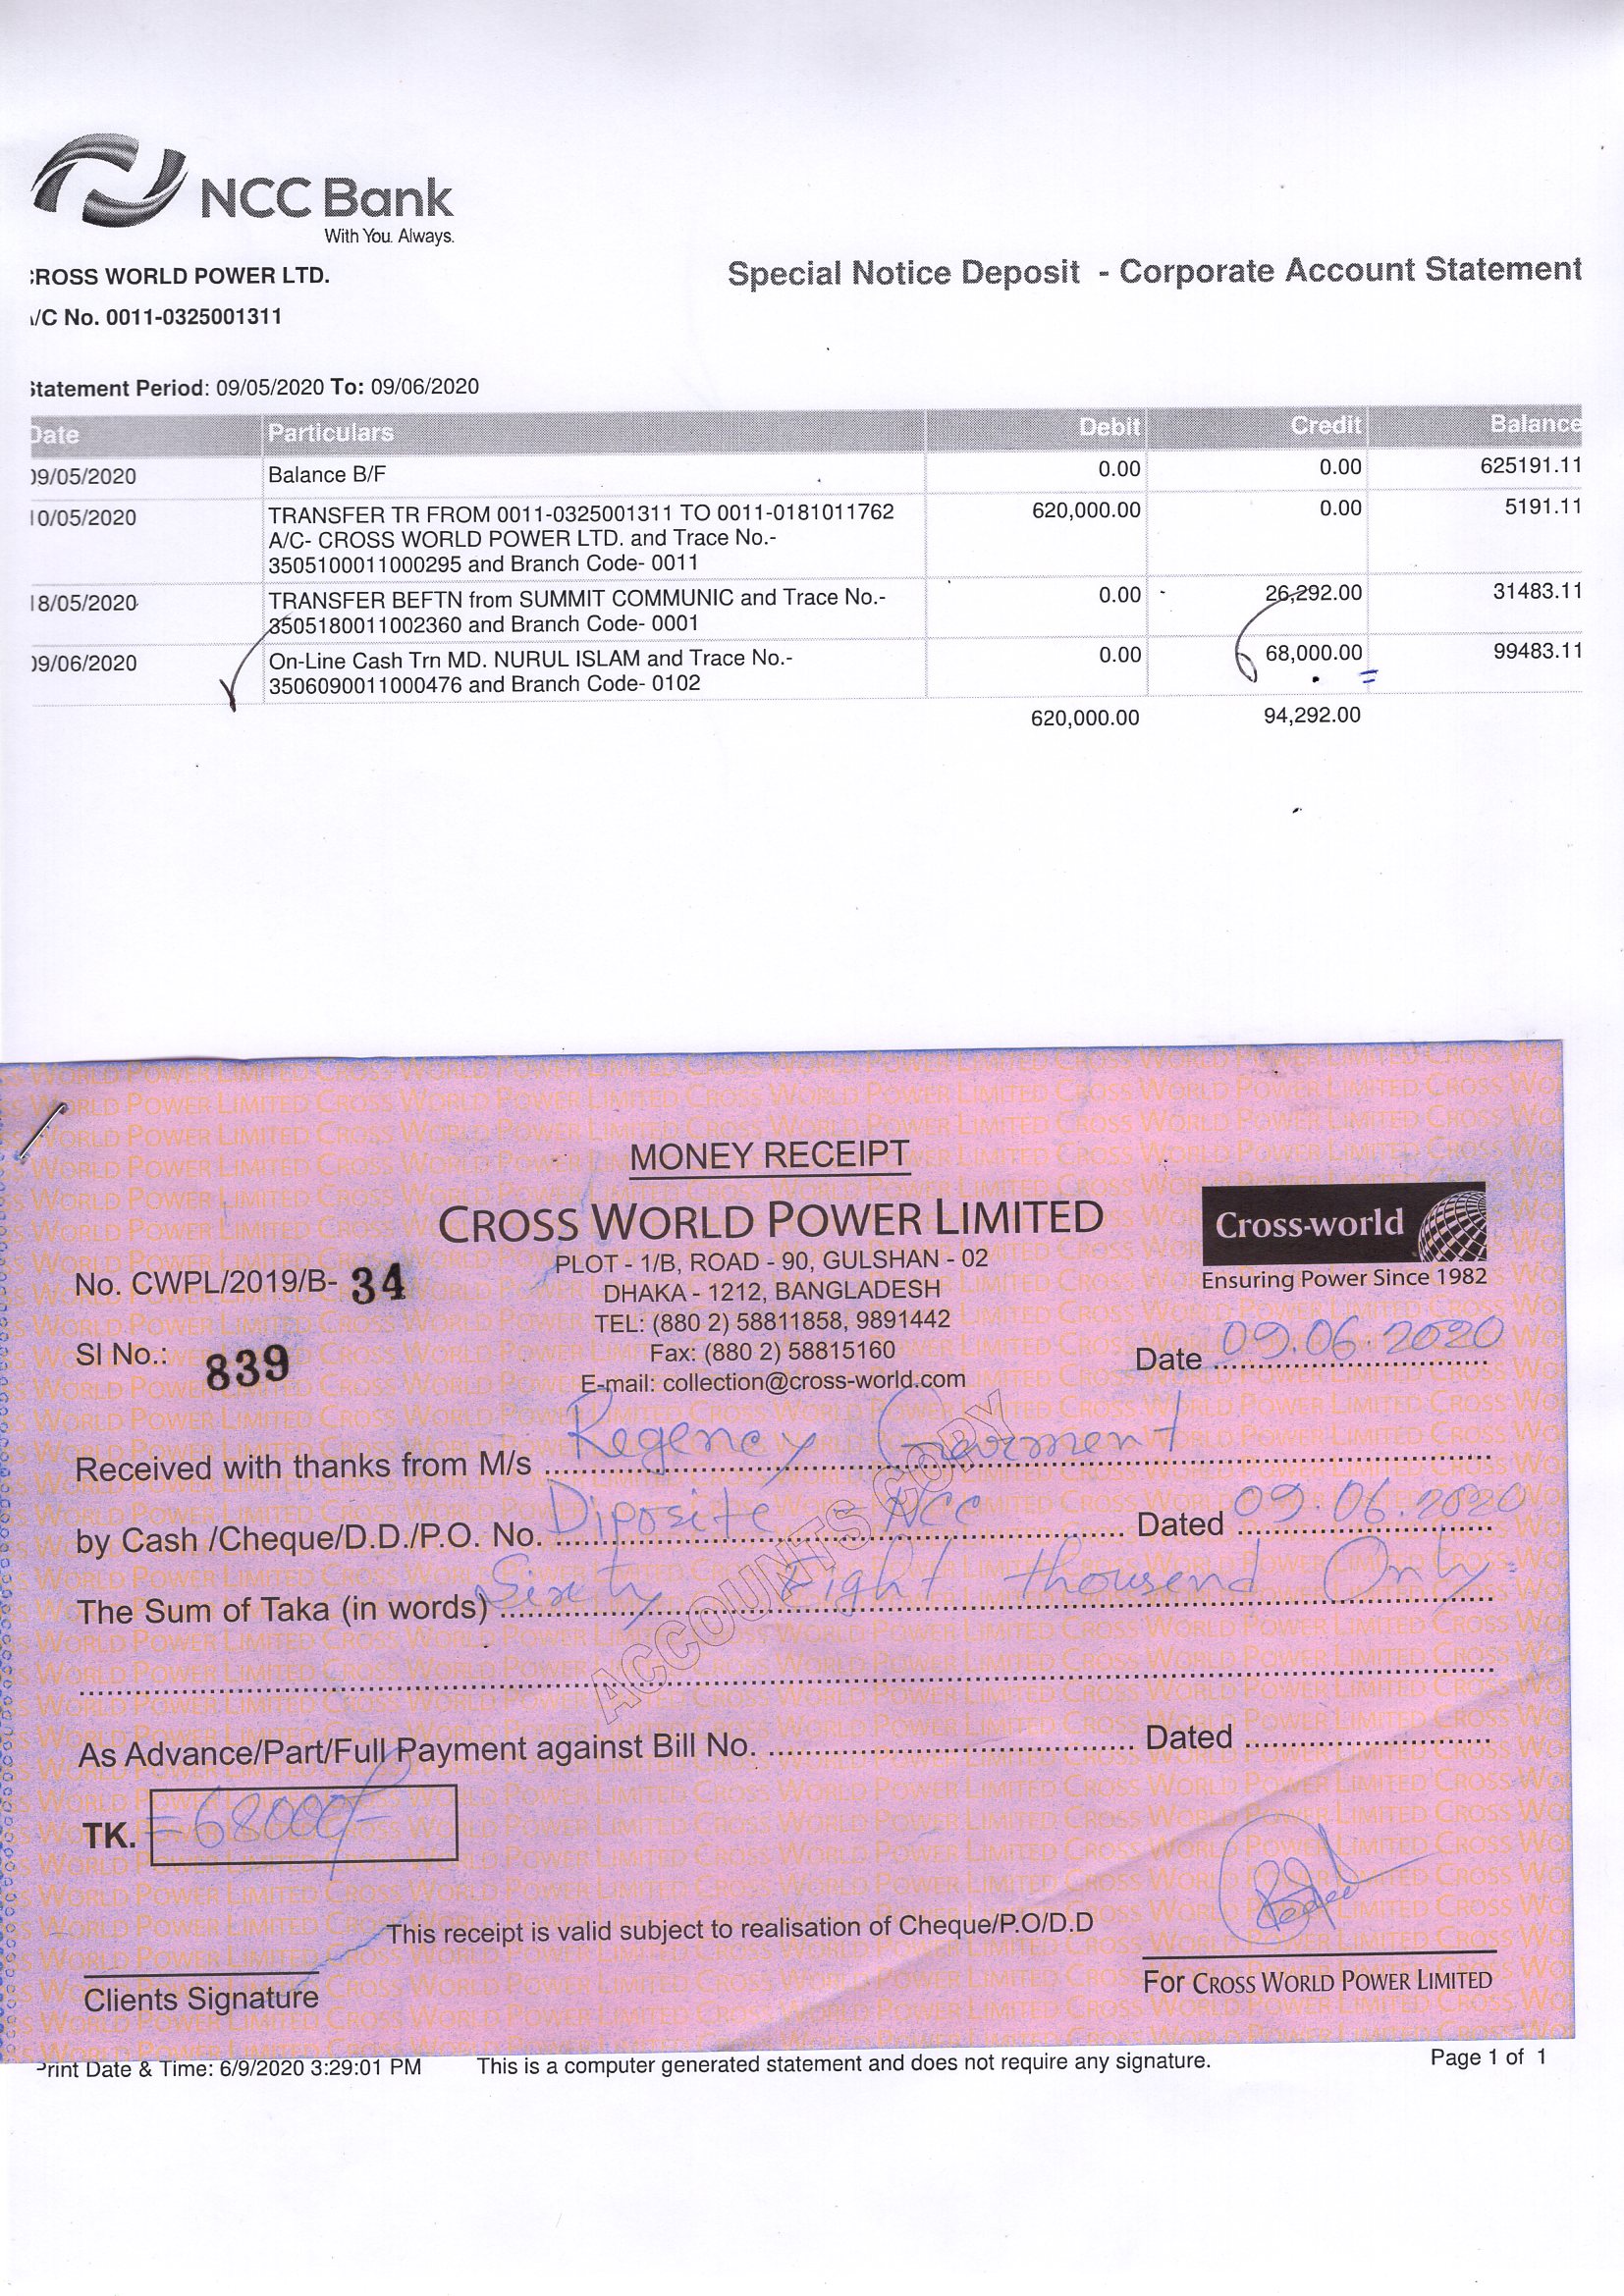 NCC Bank
With You. Always.
ROSS WORLD POWER LTD.
Special Notice Deposit - Corporate Account Statement
/C No. 0011-0325001311
Statement Period: 09/05/2020 To: 09/06/2020
Date Particulars Debit Credit Balance
09/05/2020 Balance B/F 0.00 0.00 625191.11
10/05/2020 TRANSFER TR FROM 0011-0325001311 TO 0011-0181011762 620,000.00 0.00 5191.11
A/C- CROSS WORLD POWER LTD. and Trace No.-
3505100011000295 and Branch Code- 0011
18/05/2020 TRANSFER BEFTN from SUMMIT COMMUNIC and Trace No.- 0.00 26,292.00 31483.11
3505180011002360 and Branch Code- 0001
09/06/2020 On-Line Cash Trn MD. NURUL ISLAM and Trace No.- 0.00 68,000.00 99483.11
3506090011000476 and Branch Code- 0102
620,000.00 94,292.00
MONEY RECEIPT
CROSS WORLD POWER LIMITED
Cross-world
Ensuring Power Since 1982
PLOT - 1/B, ROAD - 90, GULSHAN - 02
No. CWPL/2019/B- 34
DHAKA - 1212, BANGLADESH
TEL: (880 2) 58811858, 9891442
SI No.: 839
Fax: (880 2) 58815160
Date 09.06.2020
E-mail: collection@cross-world.com
Received with thanks from M/s Regency Garment
by Cash /Cheque/D.D./P.O. No. Diposite NCC Dated 09.06.2020
The Sum of Taka (in words) Sixty Eight thousend Only
ACCOUNTS COPY
As Advance/Part/Full Payment against Bill No. Dated
TK. =68000/=
This receipt is valid subject to realisation of Cheque/P.O/D.D
Clients Signature
For CROSS WORLD POWER LIMITED
Print Date & Time: 6/9/2020 3:29:01 PM This is a computer generated statement and does not require any signature. Page 1 of 1